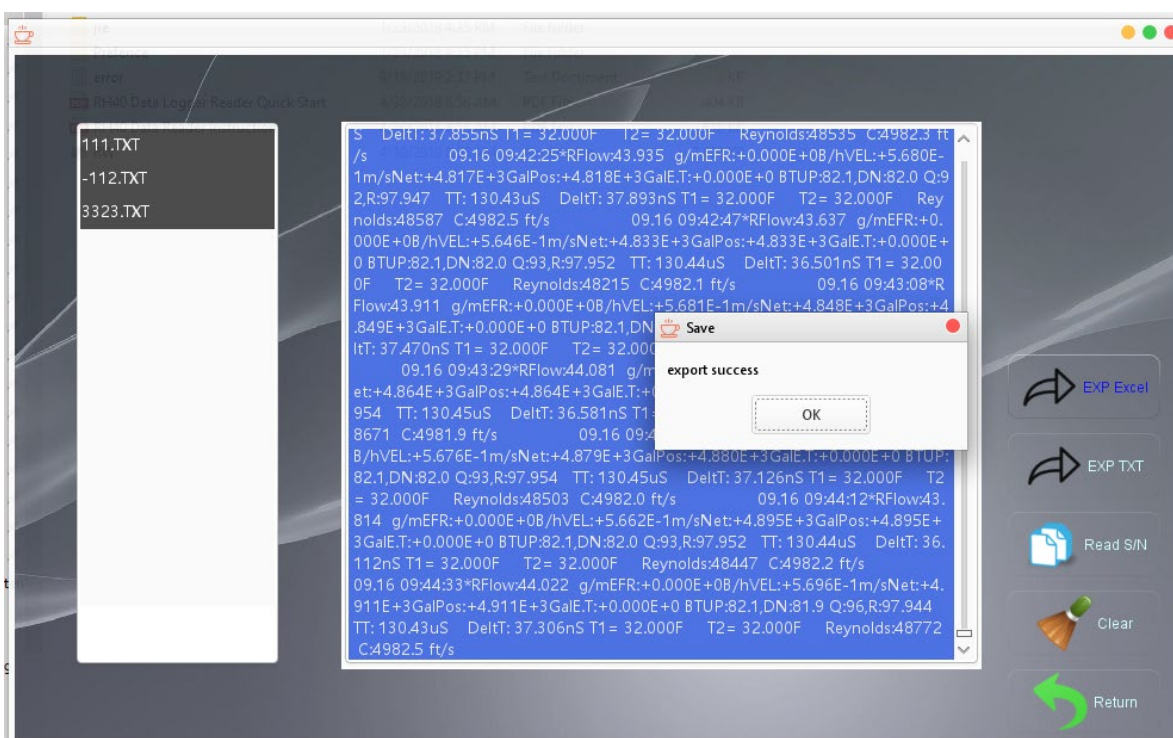 jre
File folder
Prefence
File folder
error
Text Document
RH40 Data Logger Reader Quick Start
111.TXT
-112.TXT
3323.TXT
S DeltT: 37.855nS T1= 32.000F T2= 32.000F Reynolds:48535 C:4982.3 ft
/s 09.16 09:42:25*RFlow:43.935 g/mEFR:+0.000E+0B/hVEL:+5.680E-
1m/sNet:+4.817E+3GalPos:+4.818E+3GalE.T:+0.000E+0 BTUP:82.1,DN:82.0 Q:9
2,R:97.947 TT: 130.43uS DeltT: 37.893nS T1= 32.000F T2= 32.000F Rey
nolds:48587 C:4982.5 ft/s 09.16 09:42:47*RFlow:43.637 g/mEFR:+0.
000E+0B/hVEL:+5.646E-1m/sNet:+4.833E+3GalPos:+4.833E+3GalE.T:+0.000E+
0 BTUP:82.1,DN:82.0 Q:93,R:97.952 TT: 130.44uS DeltT: 36.501nS T1= 32.00
0F T2= 32.000F Reynolds:48215 C:4982.1 ft/s 09.16 09:43:08*R
Flow:43.911 g/mEFR:+0.000E+0B/hVEL:+5.681E-1m/sNet:+4.848E+3GalPos:+4
.849E+3GalE.T:+0.000E+0 BTUP:82.1,DN
ltT: 37.470nS T1= 32.000F T2= 32.000
09.16 09:43:29*RFlow:44.081 g/m
et:+4.864E+3GalPos:+4.864E+3GalE.T:+
954 TT: 130.45uS DeltT: 36.581nS T1=
8671 C:4981.9 ft/s 09.16 09:4
B/hVEL:+5.676E-1m/sNet:+4.879E+3GalPos:+4.880E+3GalE.T:+0.000E+0 BTUP:
82.1,DN:82.0 Q:93,R:97.954 TT: 130.45uS DeltT: 37.126nS T1= 32.000F T2
= 32.000F Reynolds:48503 C:4982.0 ft/s 09.16 09:44:12*RFlow:43.
814 g/mEFR:+0.000E+0B/hVEL:+5.662E-1m/sNet:+4.895E+3GalPos:+4.895E+
3GalE.T:+0.000E+0 BTUP:82.1,DN:82.0 Q:93,R:97.952 TT: 130.44uS DeltT: 36.
112nS T1= 32.000F T2= 32.000F Reynolds:48447 C:4982.2 ft/s
09.16 09:44:33*RFlow:44.022 g/mEFR:+0.000E+0B/hVEL:+5.696E-1m/sNet:+4.
911E+3GalPos:+4.911E+3GalE.T:+0.000E+0 BTUP:82.1,DN:81.9 Q:96,R:97.944
TT: 130.43uS DeltT: 37.306nS T1= 32.000F T2= 32.000F Reynolds:48772
C:4982.5 ft/s
Save
export success
OK
EXP Excel
EXP TXT
Read S/N
Clear
Return